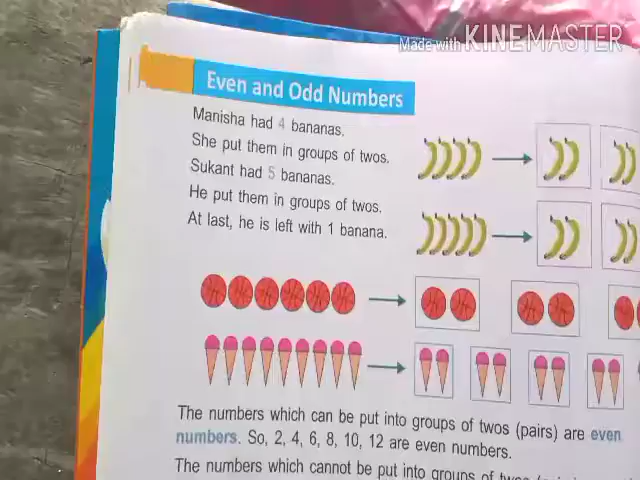 Made with KINEMASTER
Even and Odd Numbers
Manisha had 4 bananas.
She put them in groups of twos.
Sukant had 5 bananas.
He put them in groups of twos.
At last, he is left with 1 banana.
The numbers which can be put into groups of twos (pairs) are even
numbers. So, 2, 4, 6, 8, 10, 12 are even numbers.
The numbers which cannot be put into groups of twos